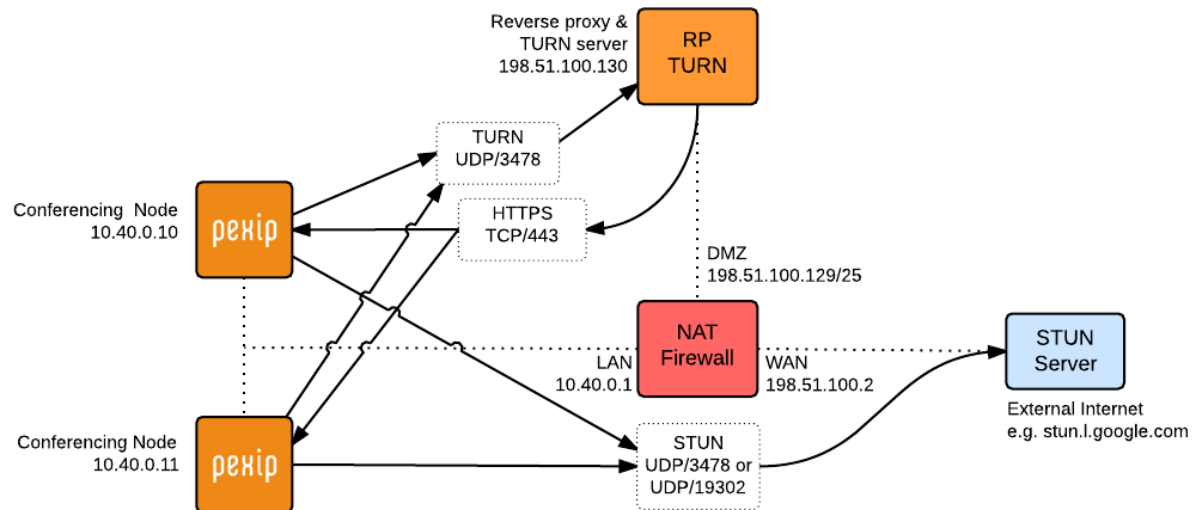 Reverse proxy &
TURN server
198.51.100.130
RP
TURN
TURN
UDP/3478
HTTPS
TCP/443
Conferencing Node
10.40.0.10
pexip
DMZ
198.51.100.129/25
NAT
Firewall
LAN
10.40.0.1
WAN
198.51.100.2
STUN
Server
External Internet
e.g. stun.l.google.com
Conferencing Node
10.40.0.11
pexip
STUN
UDP/3478 or
UDP/19302